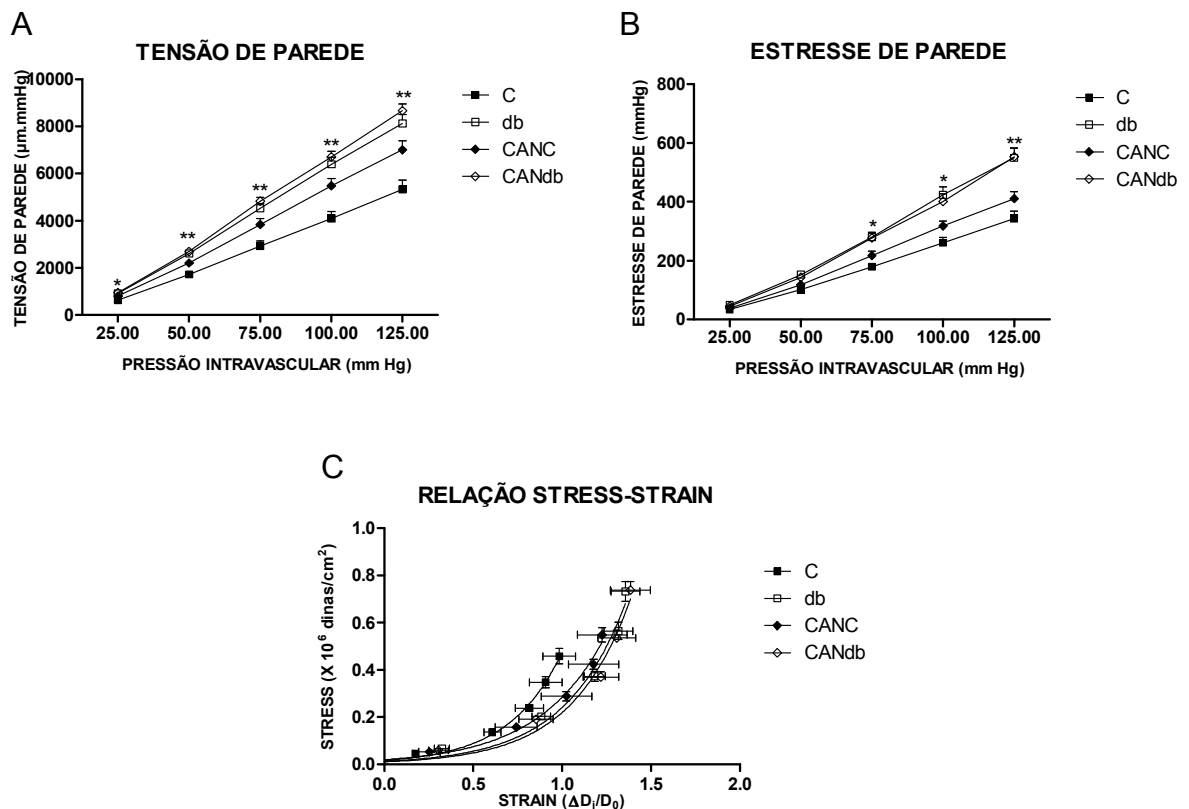 A
TENSÃO DE PAREDE
TENSÃO DE PAREDE (µm.mmHg)
10000
8000
6000
4000
2000
0
*
**
**
**
**
25.00 50.00 75.00 100.00 125.00
PRESSÃO INTRAVASCULAR (mm Hg)
C
db
CANC
CANdb
B
ESTRESSE DE PAREDE
ESTRESSE DE PAREDE (mmHg)
800
600
400
200
0
*
*
**
25.00 50.00 75.00 100.00 125.00
PRESSÃO INTRAVASCULAR (mm Hg)
C
db
CANC
CANdb
C
RELAÇÃO STRESS-STRAIN
STRESS (X 10⁶ dinas/cm²)
1.0
0.8
0.6
0.4
0.2
0.0
0.0 0.5 1.0 1.5 2.0
STRAIN (ΔDᵢ/D₀)
C
db
CANC
CANdb